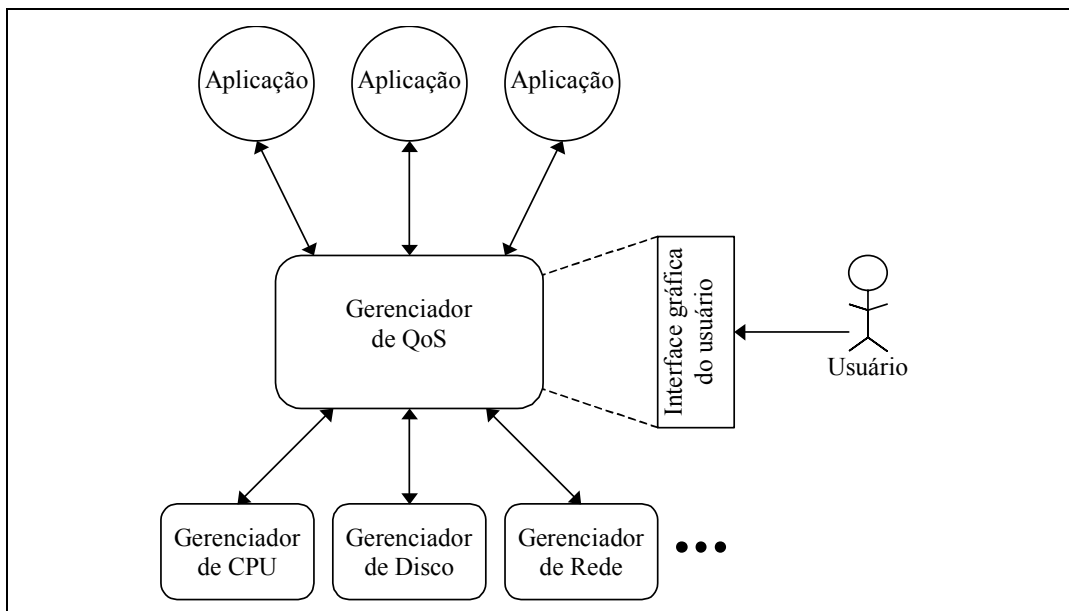 Aplicação
Aplicação
Aplicação
Gerenciador
de QoS
Interface gráfica
do usuário
Usuário
Gerenciador
de CPU
Gerenciador
de Disco
Gerenciador
de Rede